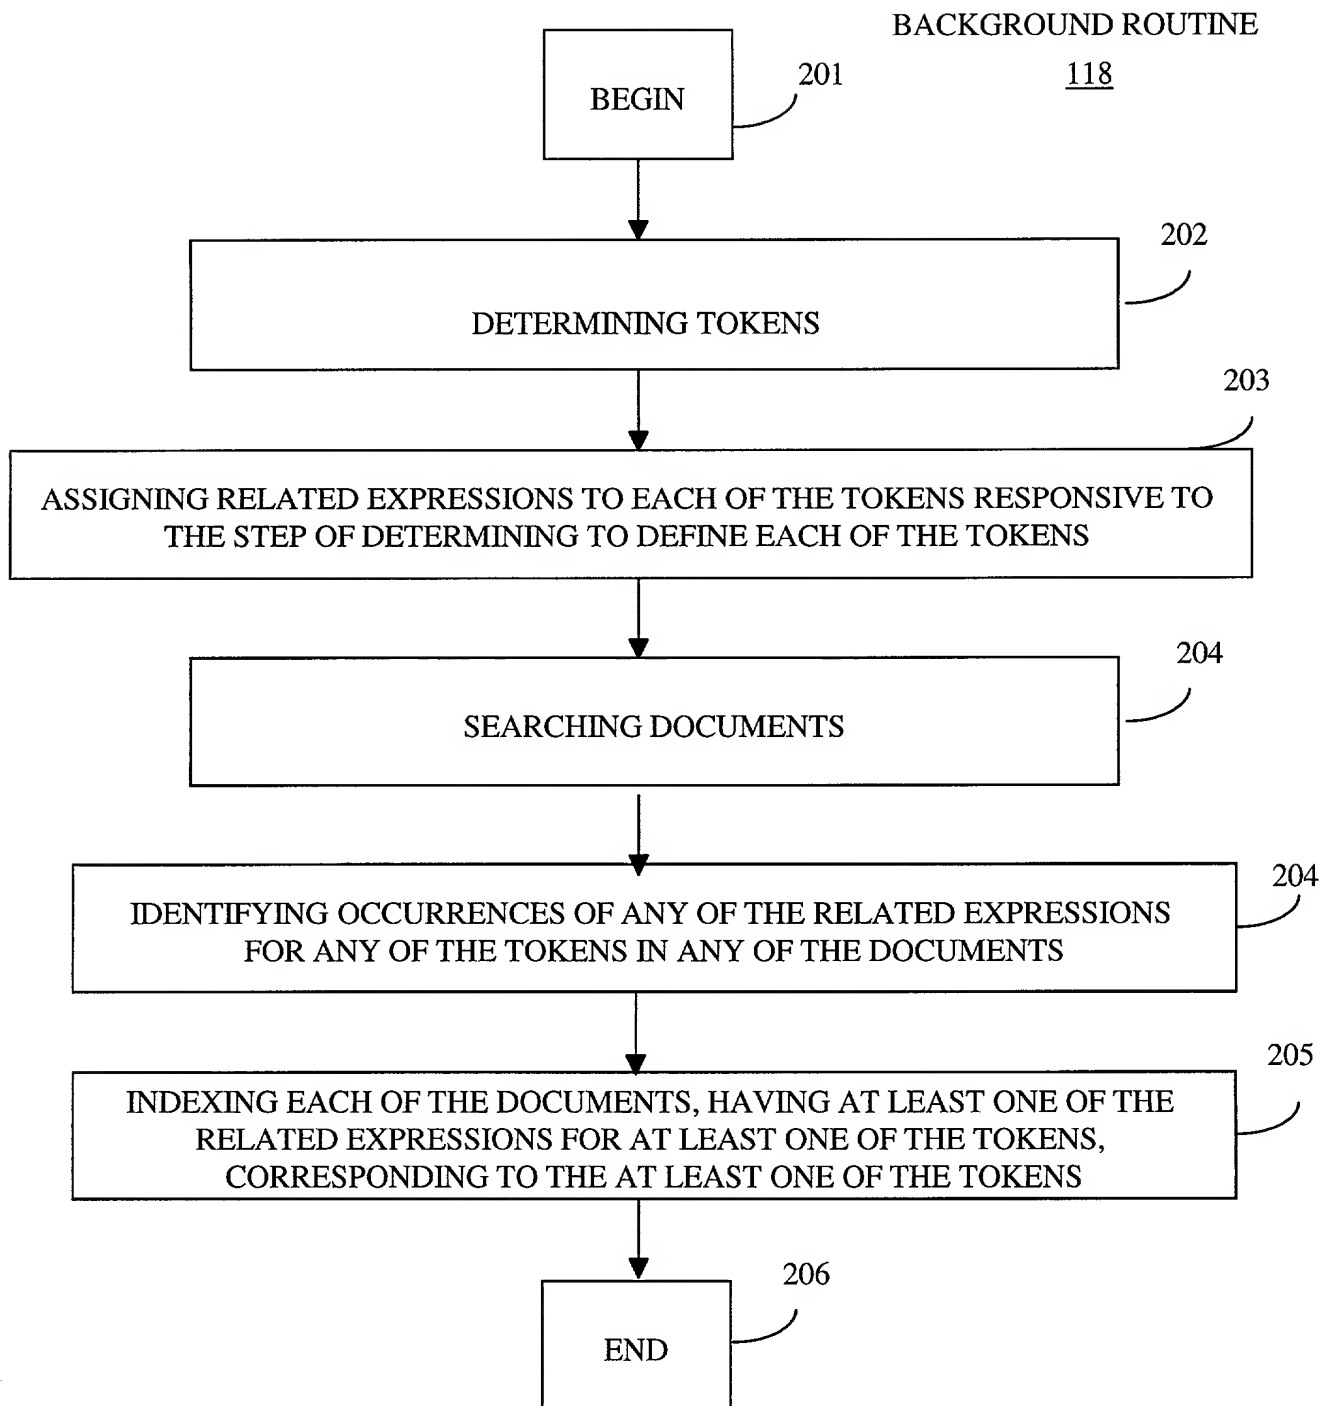 BACKGROUND ROUTINE
118
BEGIN
201
DETERMINING TOKENS
202
203
ASSIGNING RELATED EXPRESSIONS TO EACH OF THE TOKENS RESPONSIVE TO
THE STEP OF DETERMINING TO DEFINE EACH OF THE TOKENS
204
SEARCHING DOCUMENTS
204
IDENTIFYING OCCURRENCES OF ANY OF THE RELATED EXPRESSIONS
FOR ANY OF THE TOKENS IN ANY OF THE DOCUMENTS
205
INDEXING EACH OF THE DOCUMENTS, HAVING AT LEAST ONE OF THE
RELATED EXPRESSIONS FOR AT LEAST ONE OF THE TOKENS,
CORRESPONDING TO THE AT LEAST ONE OF THE TOKENS
206
END